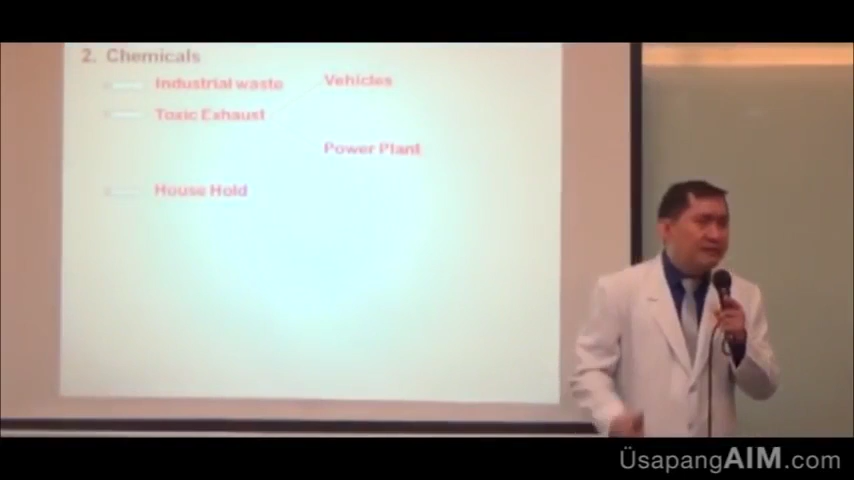 2. Chemicals
Industrial waste
Vehicles
Toxic Exhaust
Power Plant
House Hold
ÜsapangAIM.com